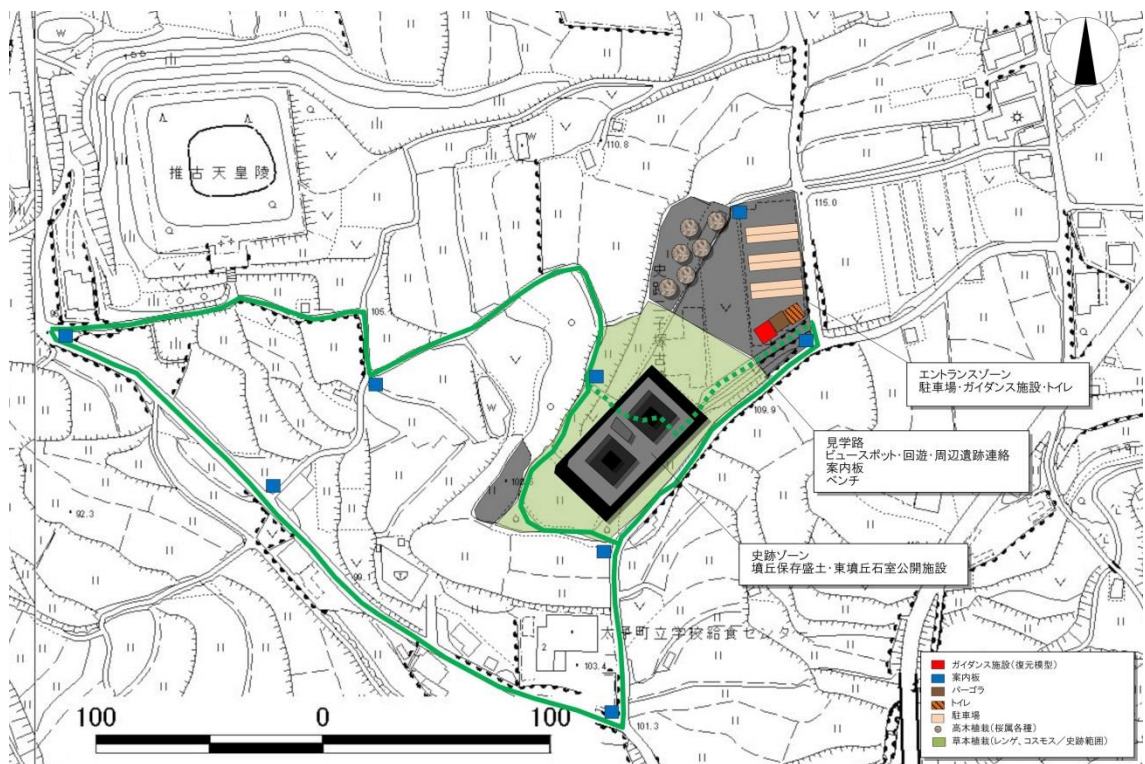 推古天皇陵
110.8
115.0
105.
109.9
エントランスゾーン
駐車場・ガイダンス施設・トイレ
見学路
ビュースポット・回遊・周辺遺跡連絡
案内板
ベンチ
史跡ゾーン
墳丘保存盛土・東墳丘石室公開施設
92.3
99.1
太子町立学校給食センター
2
103.4
101.3
100 0 100
ガイダンス施設(復元模型)
案内板
パーゴラ
トイレ
駐車場
高木植栽(桜属各種)
草本植栽(レンゲ、コスモス/史跡範囲)